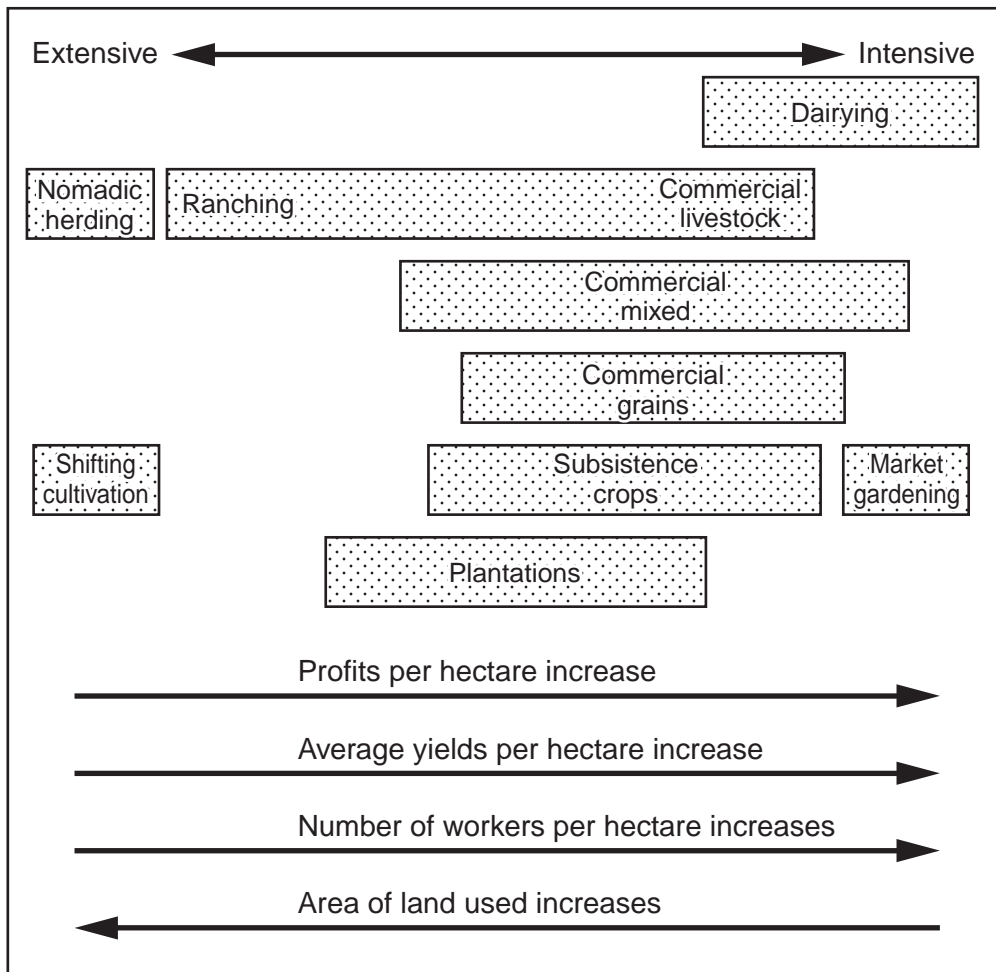 Extensive
Intensive
Dairying
Nomadic
herding
Ranching
Commercial
livestock
Commercial
mixed
Commercial
grains
Shifting
cultivation
Subsistence
crops
Market
gardening
Plantations
Profits per hectare increase
Average yields per hectare increase
Number of workers per hectare increases
Area of land used increases